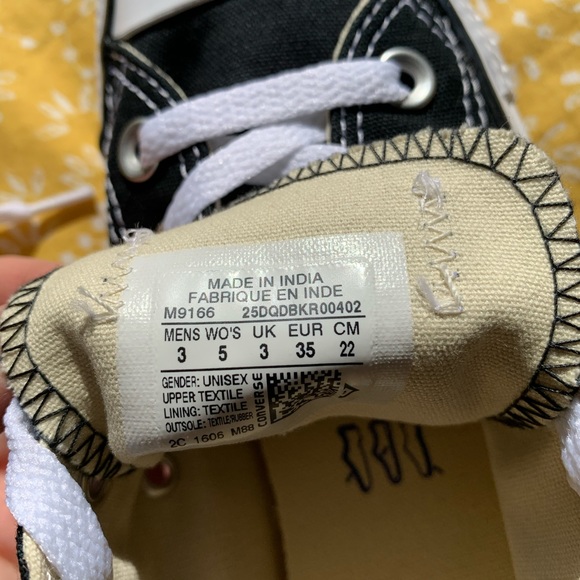 MADE IN INDIA
FABRIQUE EN INDE
M9166 25DQDBKR00402
MENS WO'S UK EUR CM
3 5 3 35 22
GENDER: UNISEX
UPPER TEXTILE
LINING: TEXTILE
OUTSOLE: TEXTILE/RUBBER
CONVERSE
2C 1606 M88